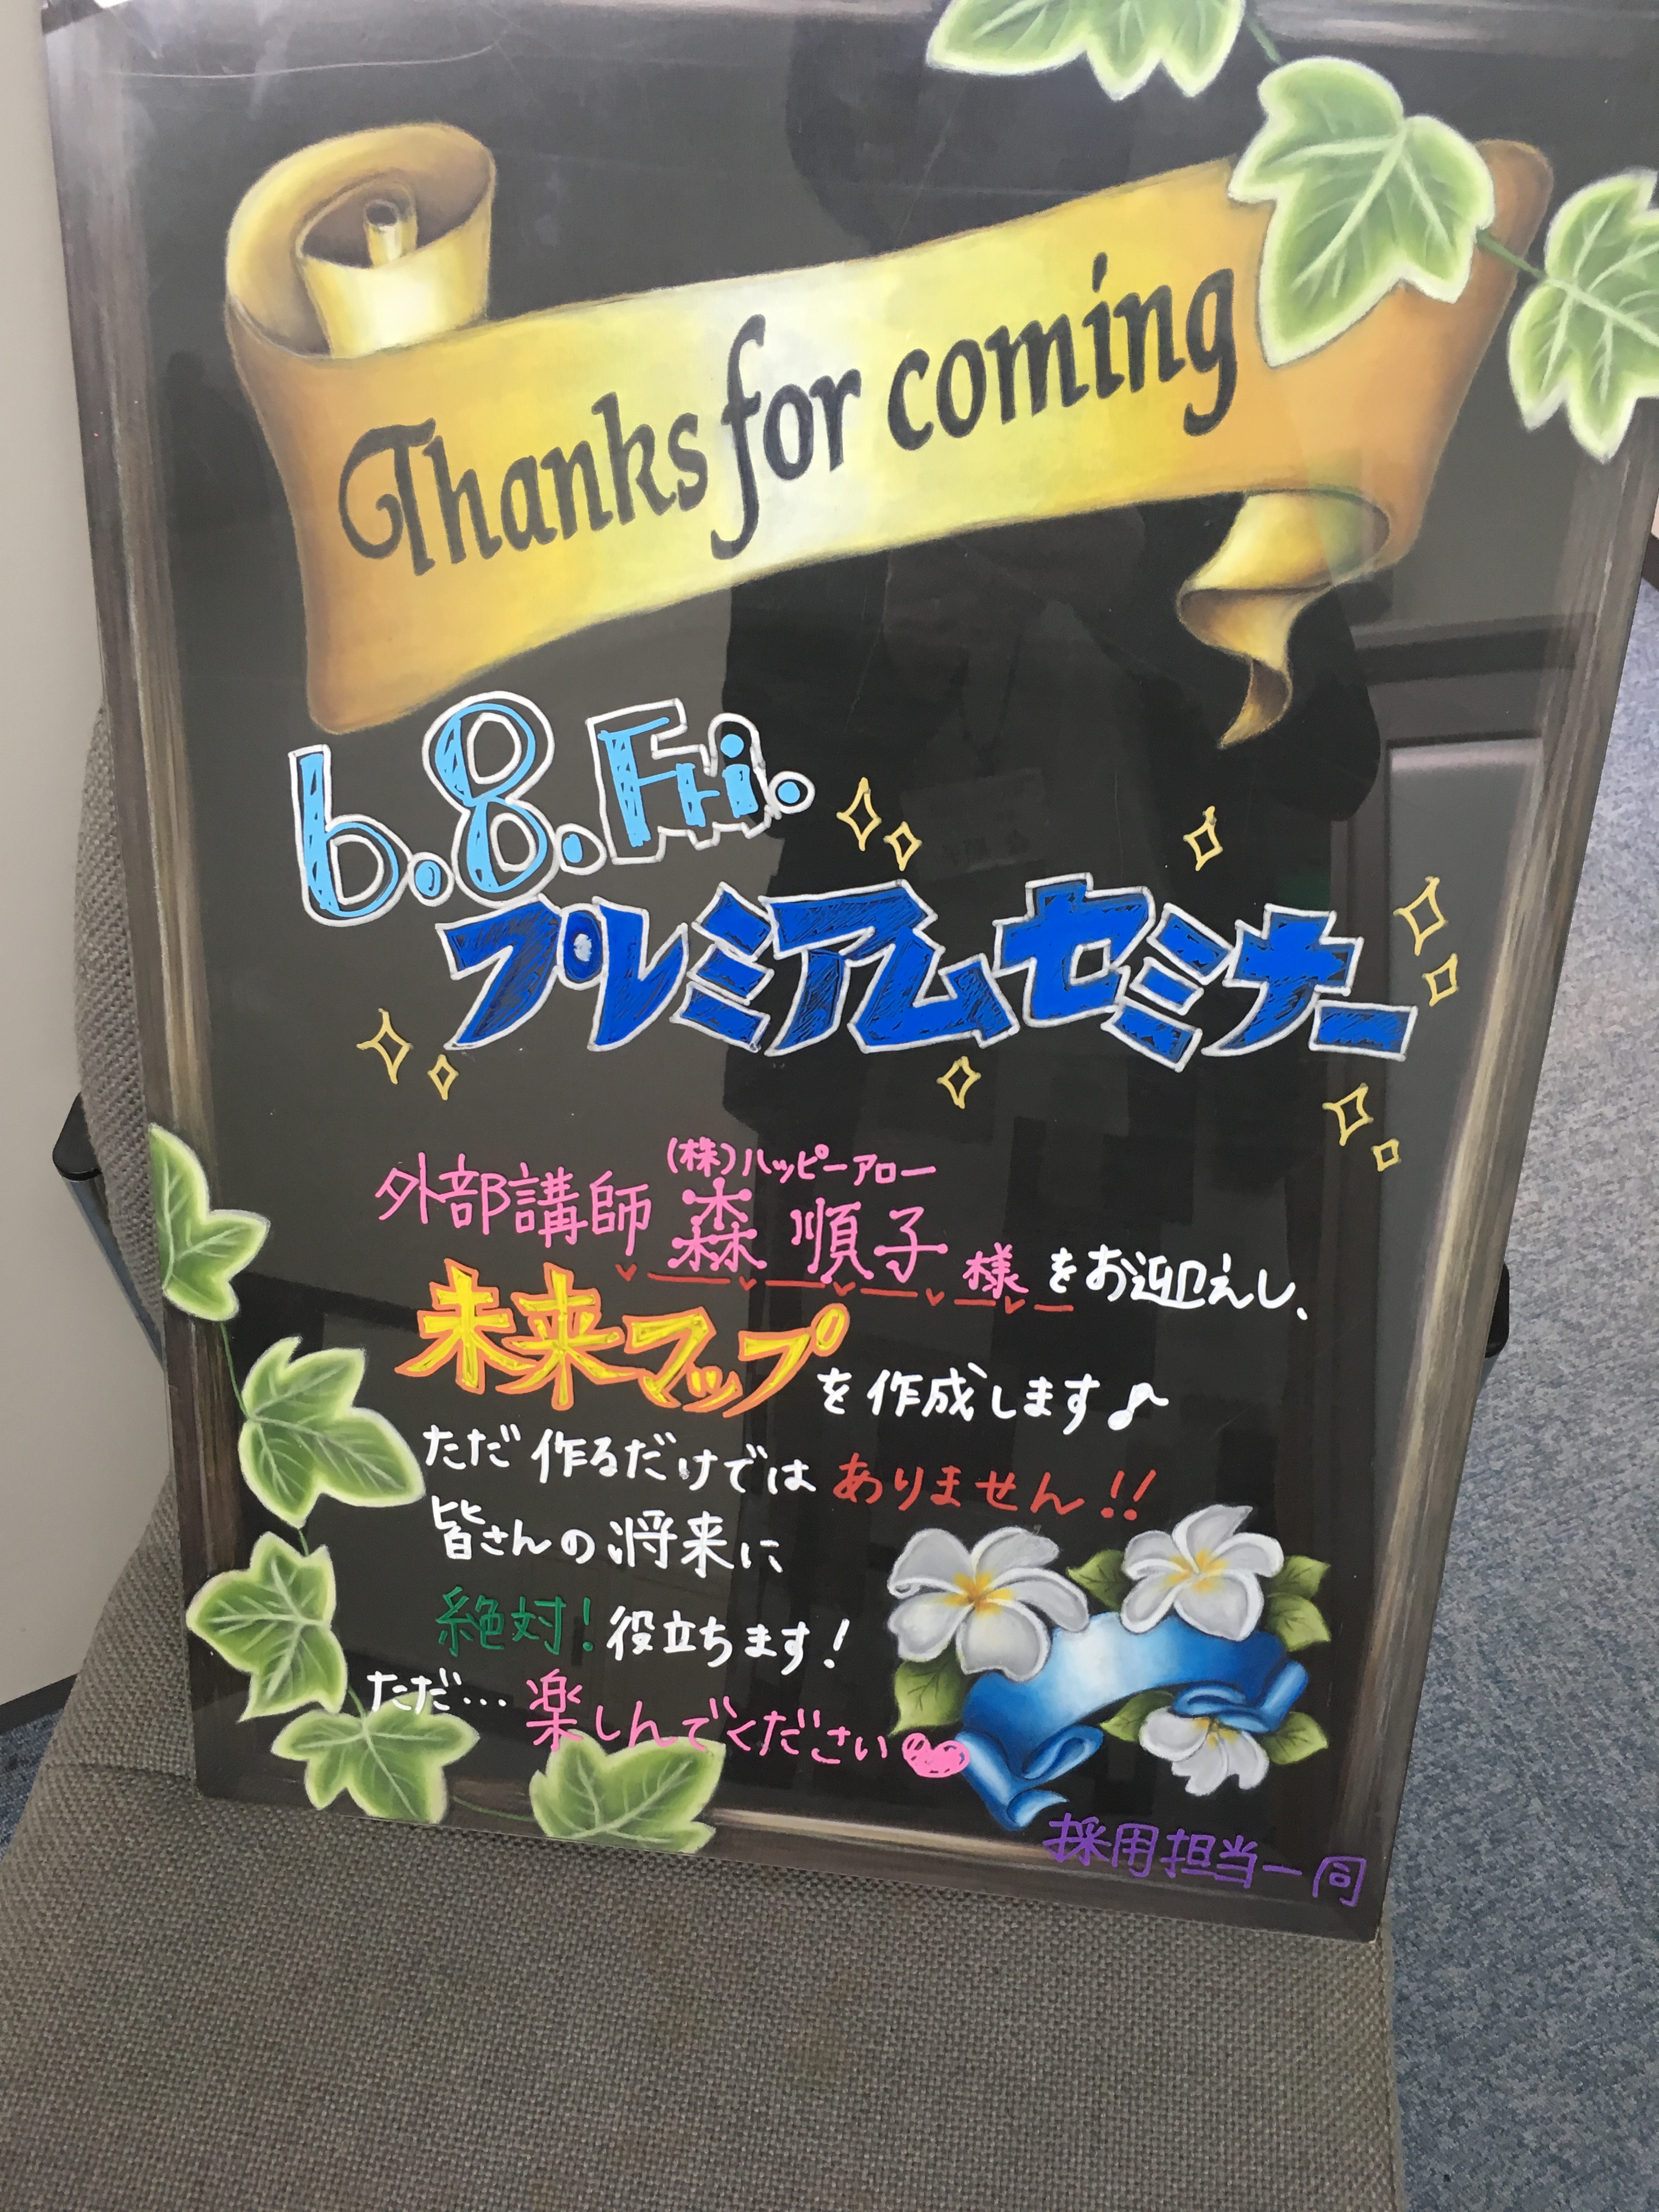 Thanks for coming
6.8.Fri.
プレミアムセミナー
(株)ハッピーアロー
外部講師 森 順子 様 をお迎えし、
未来マップを作成します♪
ただ作るだけではありません!!
皆さんの将来に
絶対!役立ちます!
ただ…楽しんでください♥
採用担当一同